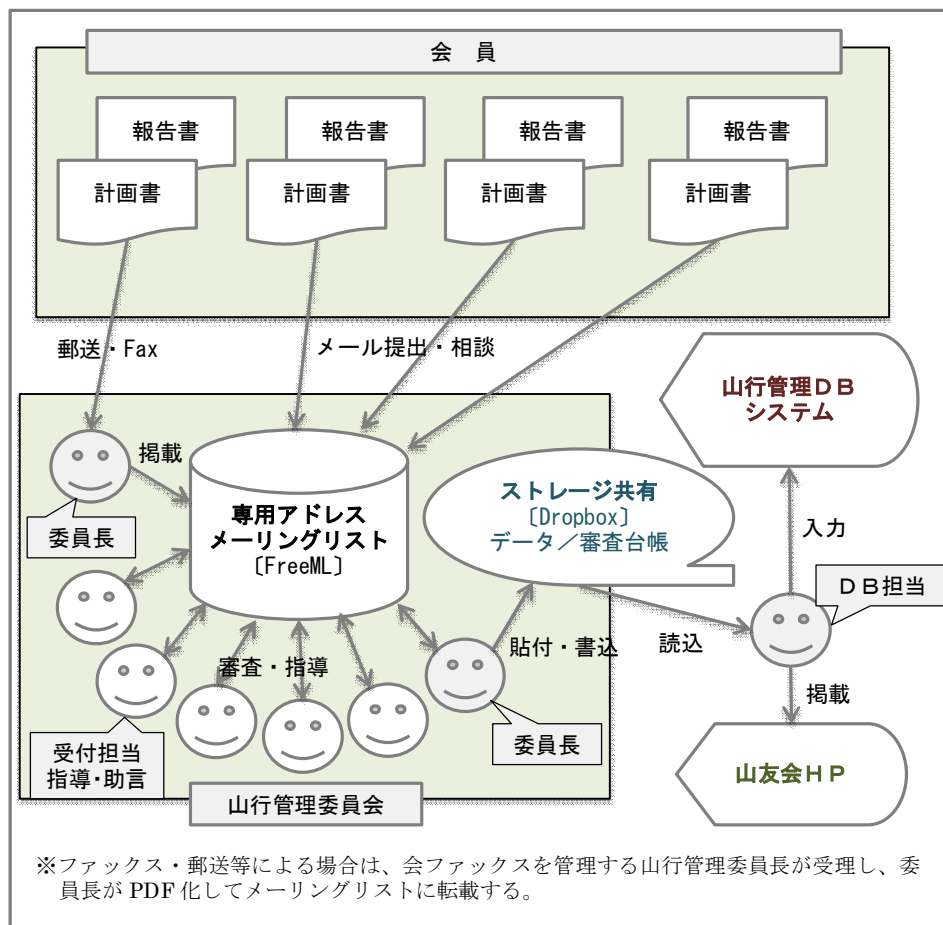 会　員
報告書
報告書
報告書
報告書
計画書
計画書
計画書
計画書
郵送・Fax
メール提出・相談
山行管理ＤＢ
システム
掲載
委員長
専用アドレス
メーリングリスト
〔FreeML〕
ストレージ共有
〔Dropbox〕
データ／審査台帳
入力
ＤＢ担当
貼付・書込
読込
審査・指導
掲載
受付担当
指導･助言
委員長
山友会ＨＰ
山行管理委員会
※ファックス・郵送等による場合は、会ファックスを管理する山行管理委員長が受理し、委
員長が PDF 化してメーリングリストに転載する。